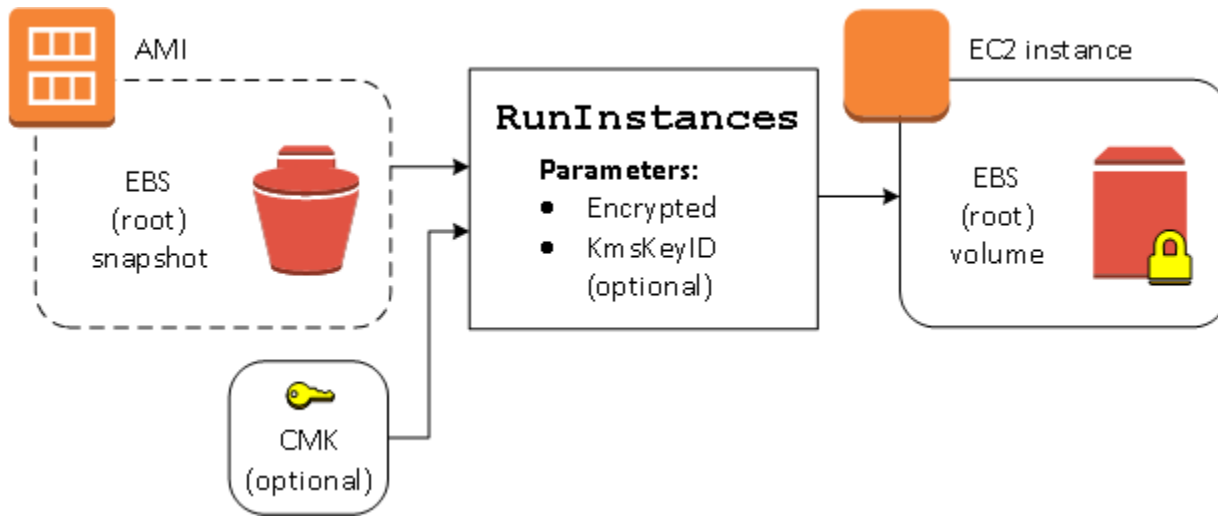 AMI
EBS
(root)
snapshot
CMK
(optional)
RunInstances
Parameters:
● Encrypted
● KmsKeyID
(optional)
EC2 instance
EBS
(root)
volume